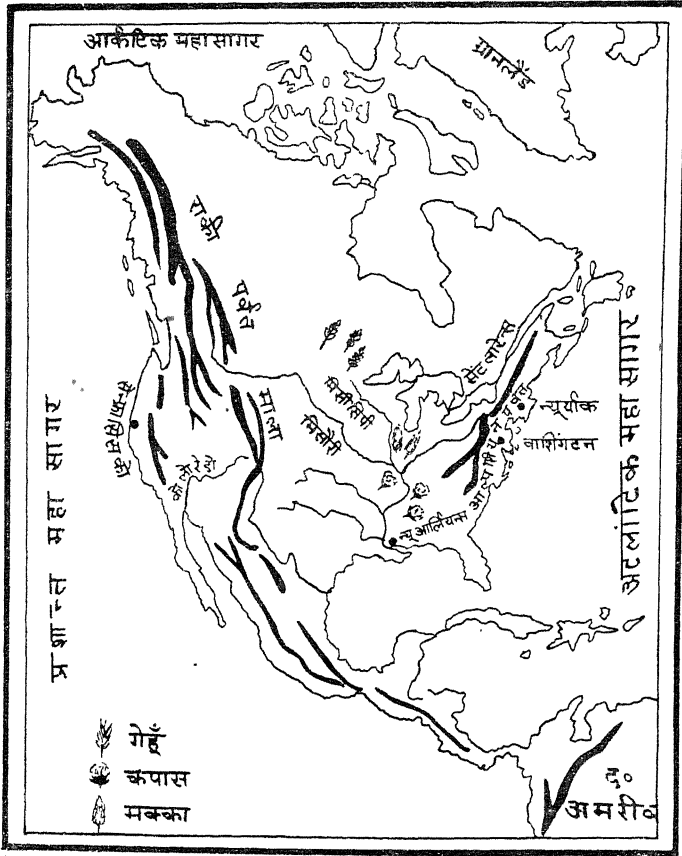 आर्कटिक महासागर
ग्रीनलैंड
राकी
पर्वत
माला
सेंट लारेन्स
मिसीसिपी
मिसौरी
न्यूयॉर्क
वाशिंगटन
कोलोरेडो
न्यू आर्लियन्स
प्रशान्त महा सागर
अटलांटिक महा सागर
गेहूँ
कपास
मक्का
द०
अमरीक